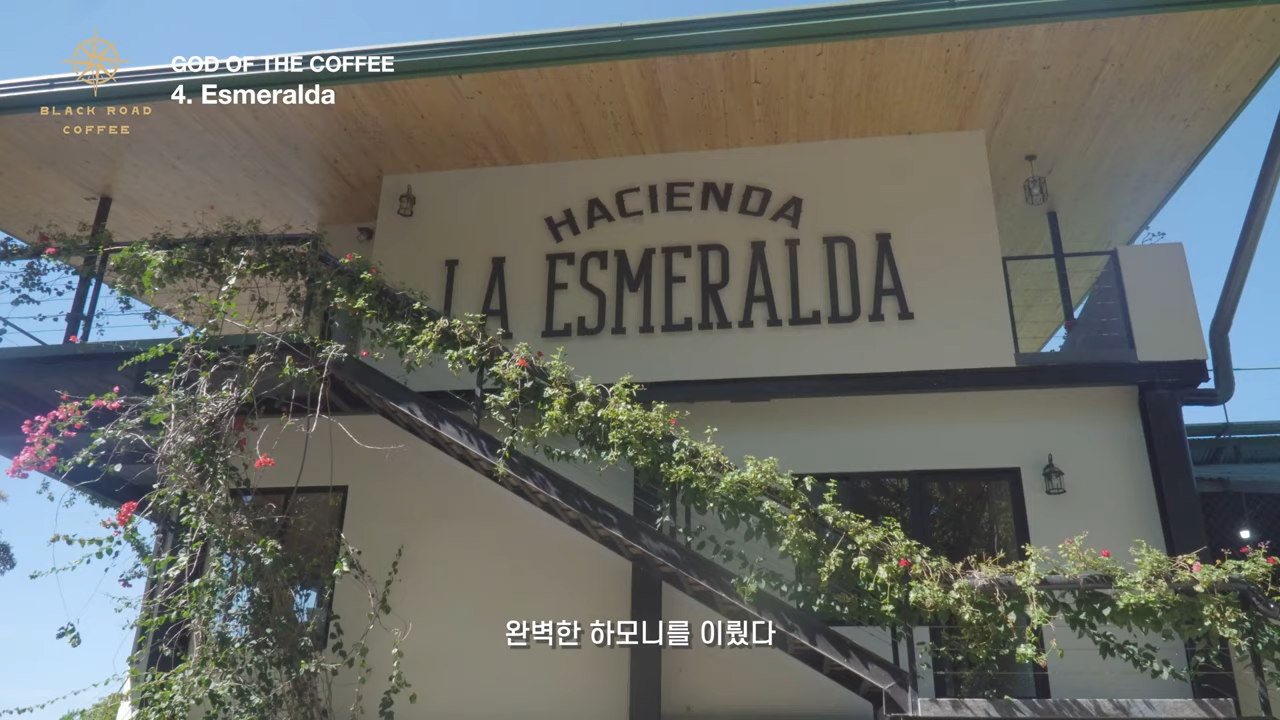 GOD OF THE COFFEE
4. Esmeralda
BLACK ROAD
COFFEE
HACIENDA
LA ESMERALDA
완벽한 하모니를 이뤘다